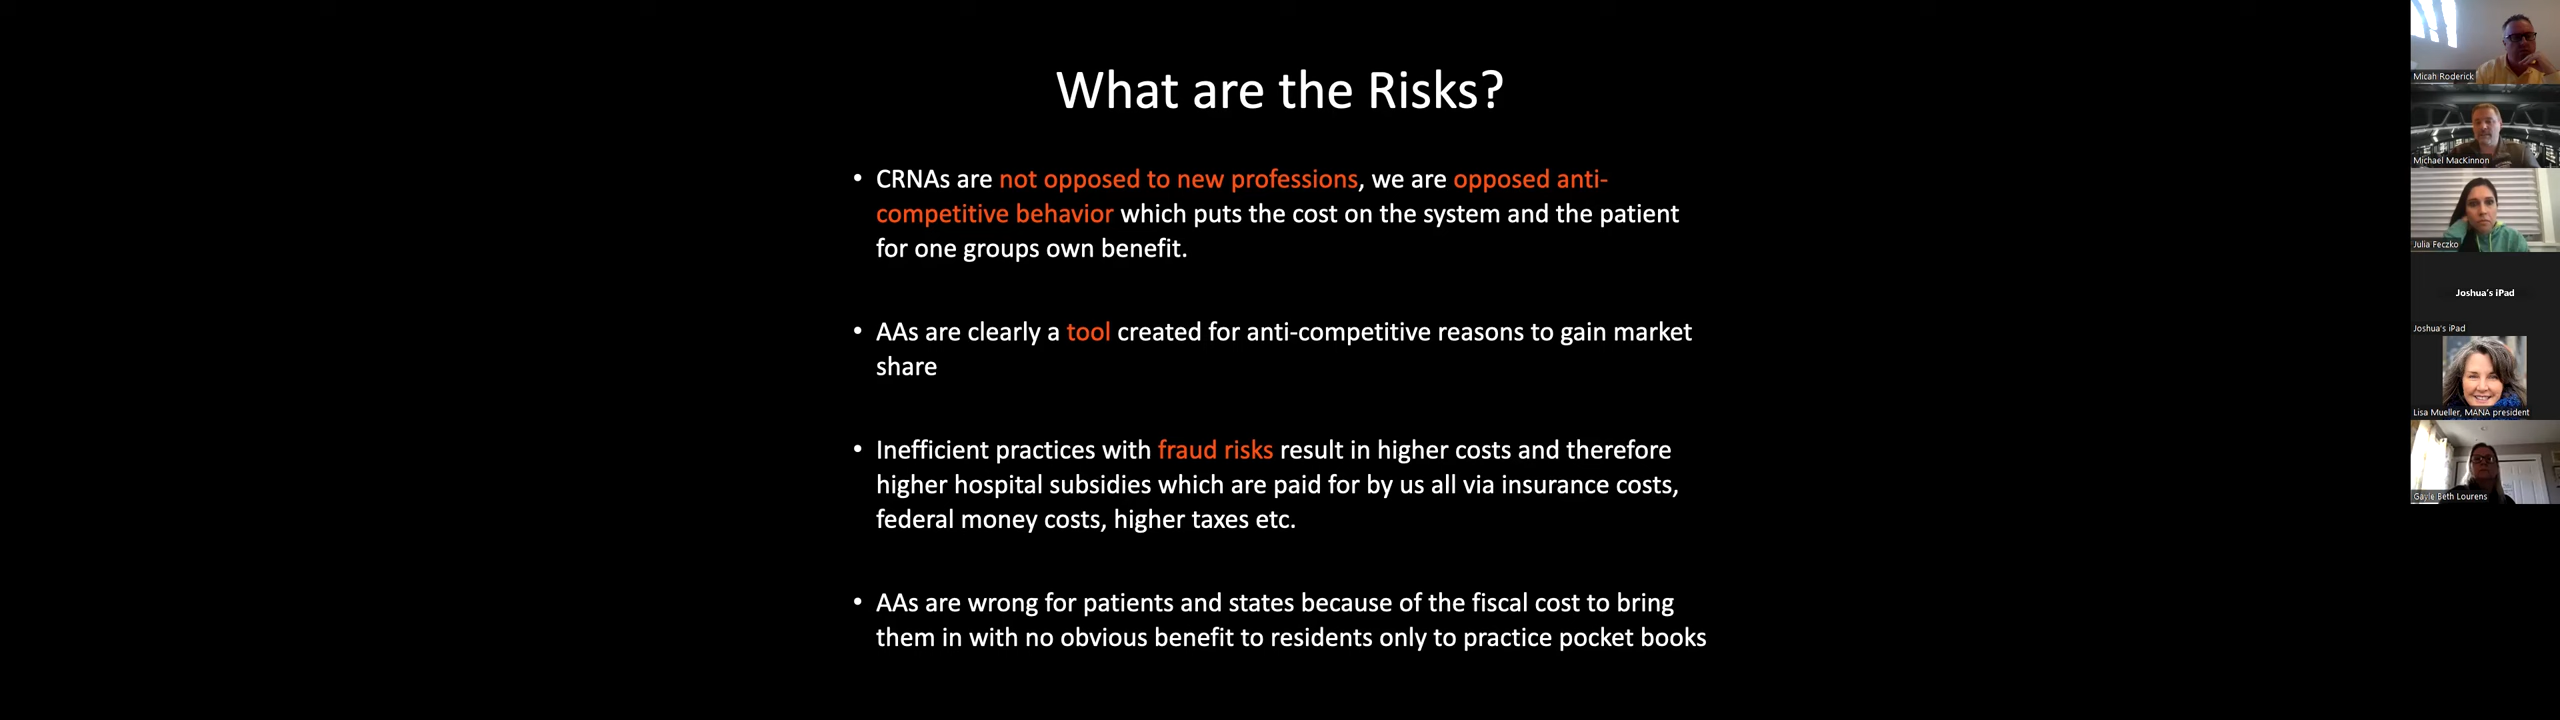 What are the Risks?
• CRNAs are not opposed to new professions, we are opposed anti-
competitive behavior which puts the cost on the system and the patient
for one groups own benefit.
• AAs are clearly a tool created for anti-competitive reasons to gain market
share
• Inefficient practices with fraud risks result in higher costs and therefore
higher hospital subsidies which are paid for by us all via insurance costs,
federal money costs, higher taxes etc.
• AAs are wrong for patients and states because of the fiscal cost to bring
them in with no obvious benefit to residents only to practice pocket books
Micah Roderick
Michael MacKinnon
Julia Feczko
Joshua's iPad
Joshua's iPad
Lisa Mueller, MANA president
Gayle Beth Lourens